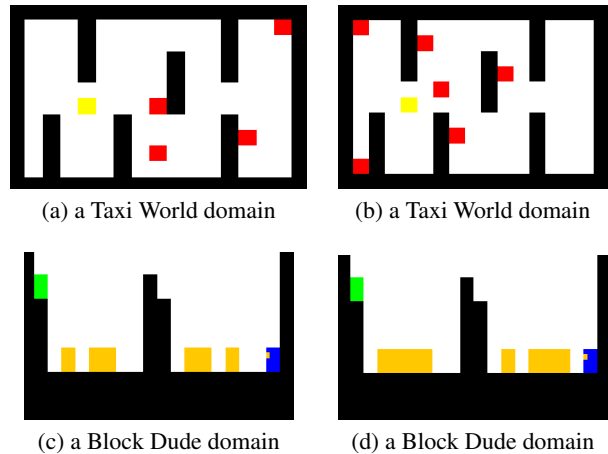 (a) a Taxi World domain
(b) a Taxi World domain
(c) a Block Dude domain
(d) a Block Dude domain